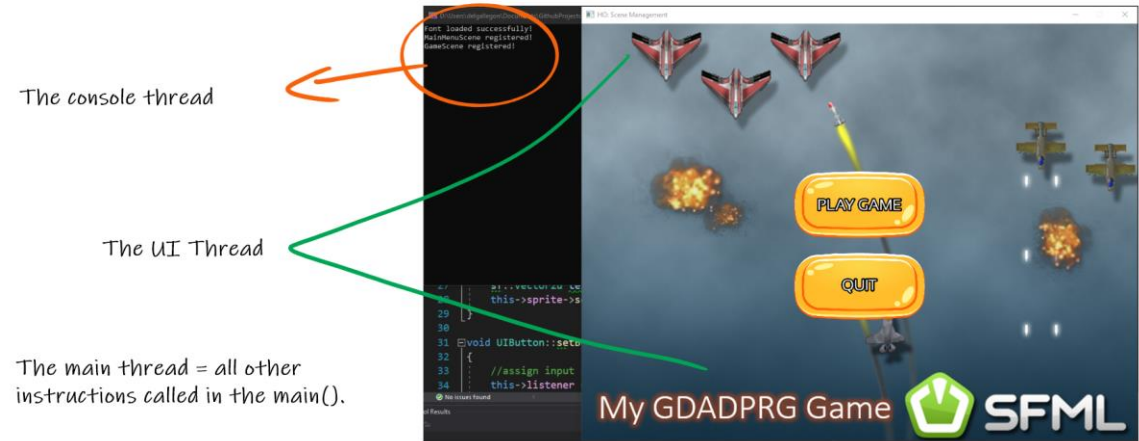 The console thread
The UI Thread
The main thread = all other
instructions called in the main().
Font loaded successfully!
MainMenuScene registered!
GameScene registered!
HO: Scene Management
PLAY GAME
QUIT
My GDADPRG Game
SFML
28 this->sprite->s
29 }
30
31 void UIButton::setB
32 {
33 //assign input
34 this->listener
No issues found